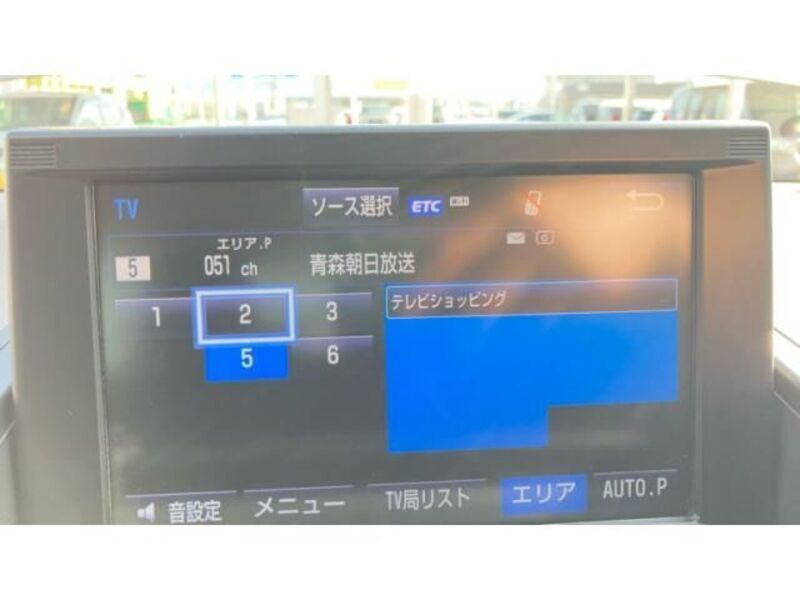 TV ソース選択 ETC Wi-Fi
エリア.P
5 051 ch 青森朝日放送
1 2 3 テレビショッピング
5 6
音設定 メニュー TV局リスト エリア AUTO.P